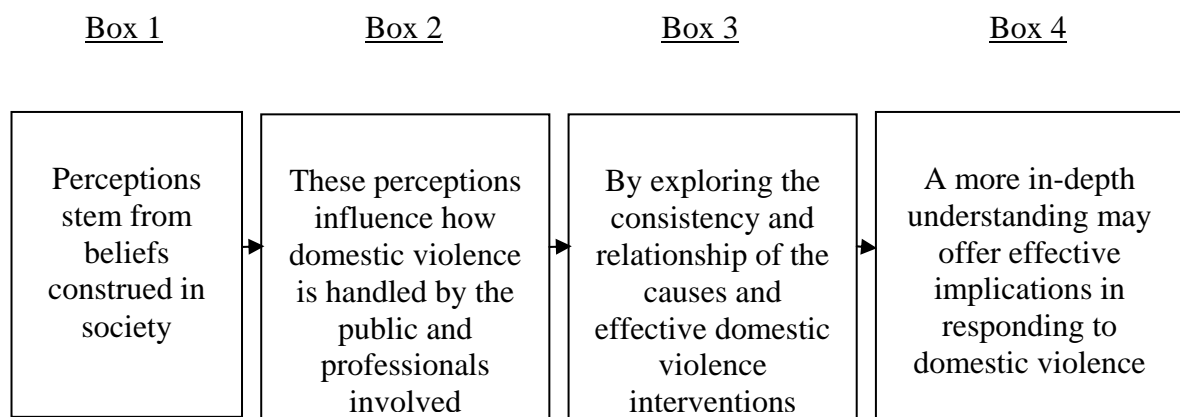 Box 1 Box 2 Box 3 Box 4
Perceptions
stem from
beliefs
construed in
society
These perceptions
influence how
domestic violence
is handled by the
public and
professionals
involved
By exploring the
consistency and
relationship of the
causes and
effective domestic
violence
interventions
A more in-depth
understanding may
offer effective
implications in
responding to
domestic violence